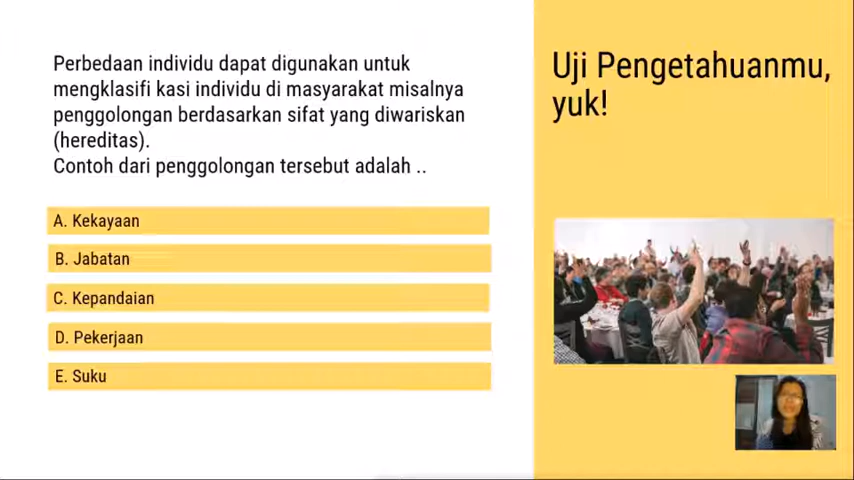 Perbedaan individu dapat digunakan untuk
mengklasifi kasi individu di masyarakat misalnya
penggolongan berdasarkan sifat yang diwariskan
(hereditas).
Contoh dari penggolongan tersebut adalah ..
A. Kekayaan
B. Jabatan
C. Kepandaian
D. Pekerjaan
E. Suku
Uji Pengetahuanmu,
yuk!